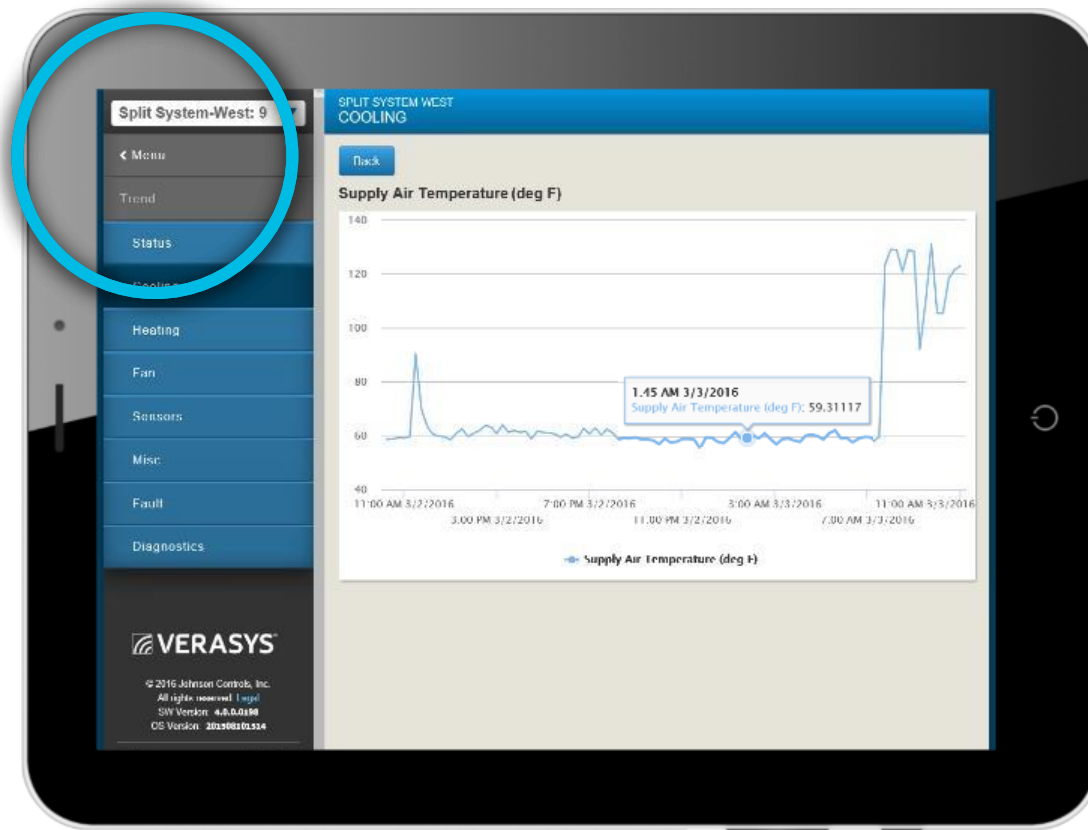 Split System-West: 9
Menu
Trend
Status
Cooling
Heating
Fan
Sensors
Misc
Fault
Diagnostics
VERASYS
© 2016 Johnson Controls, Inc.
All rights reserved. Legal
SW Version: 4.0.0.0198
OS Version:
SPLIT SYSTEM WEST
COOLING
Back
Supply Air Temperature (deg F)
140
120
100
80
60
40
1.45 AM 3/3/2016
Supply Air Temperature (deg F): 59.31117
11:00 AM 3/2/2016
3.00 PM 3/2/2016
7:00 PM 3/2/2016
11.00 PM 3/2/2016
3:00 AM 3/3/2016
7.00 AM 3/3/2016
11:00 AM 3/3/2016
Supply Air Temperature (deg F)